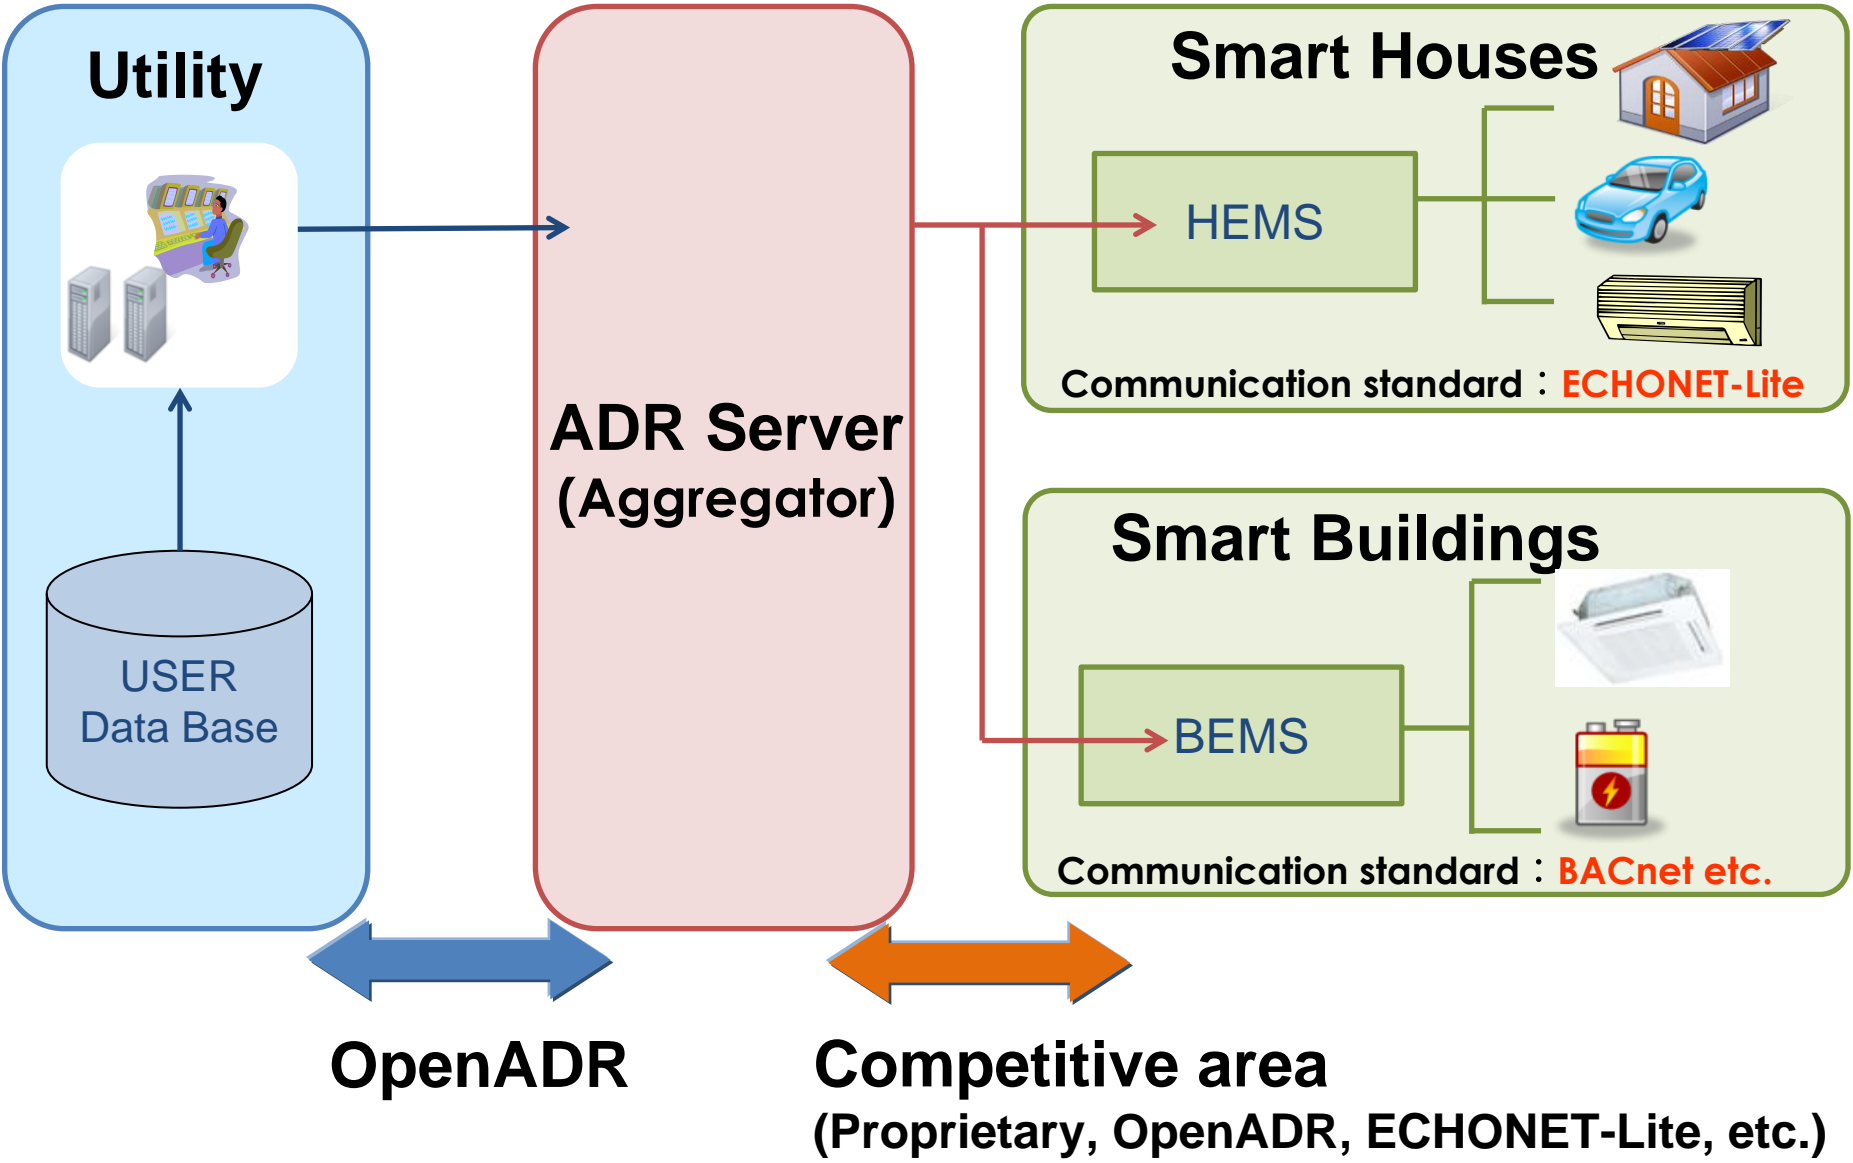 Utility
USER
Data Base
ADR Server
(Aggregator)
Smart Houses
HEMS
Communication standard：ECHONET-Lite
Smart Buildings
BEMS
Communication standard：BACnet etc.
OpenADR
Competitive area
(Proprietary, OpenADR, ECHONET-Lite, etc.)